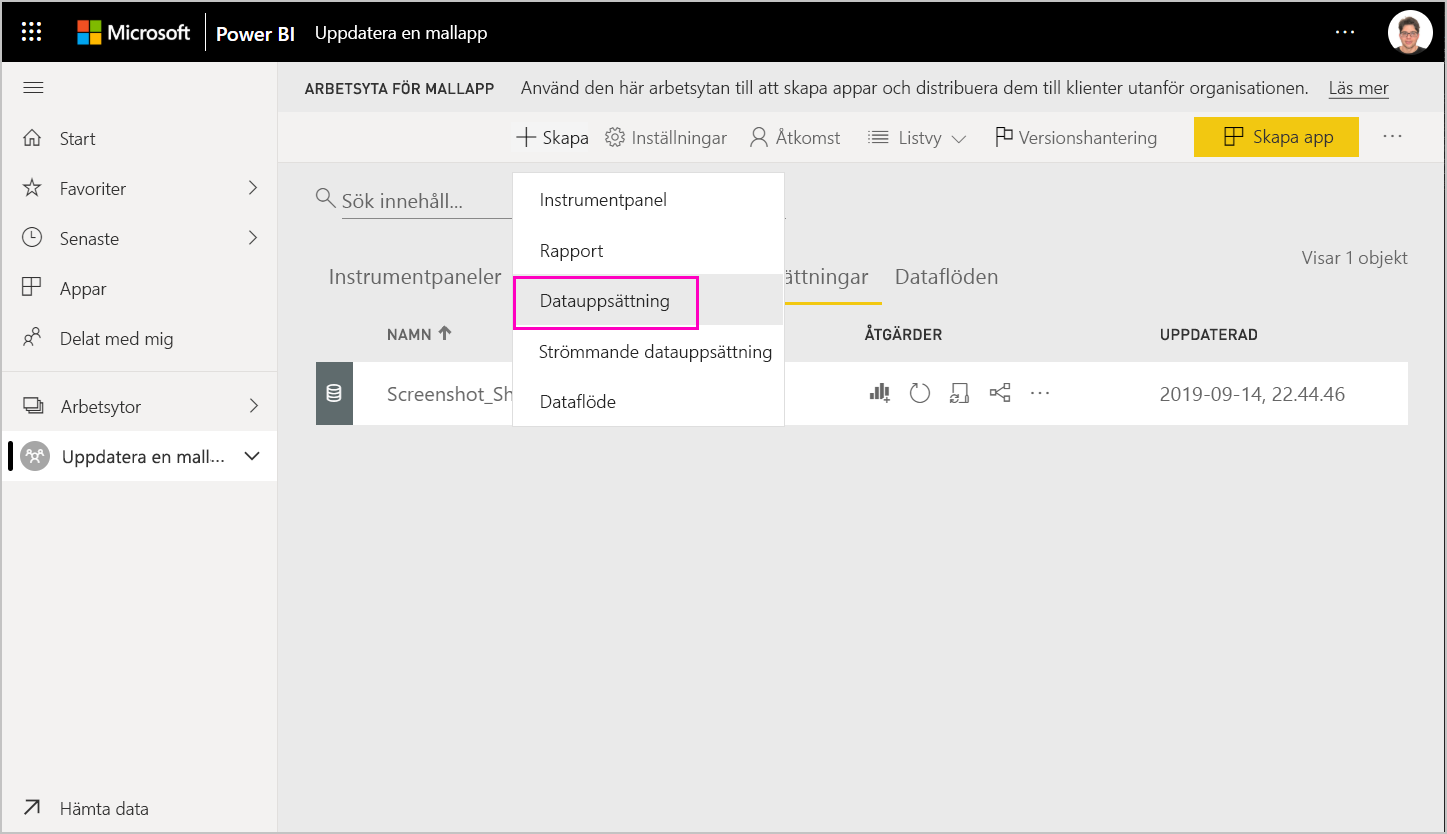 Microsoft Power BI Uppdatera en mallapp ...
ARBETSYTA FÖR MALLAPP Använd den här arbetsytan till att skapa appar och distribuera dem till klienter utanför organisationen. Läs mer
Skapa Inställningar Åtkomst Listvy Versionshantering Skapa app ...
Start
Favoriter
Senaste
Appar
Delat med mig
Arbetsytor
Uppdatera en mall...
Hämta data
Sök innehåll...
Instrumentpanel
Rapport
Datauppsättning
Strömmande datauppsättning
Dataflöde
Visar 1 objekt
Instrumentpaneler ättningar Dataflöden
NAMN ÅTGÄRDER UPPDATERAD
Screenshot_Sh ... 2019-09-14, 22.44.46